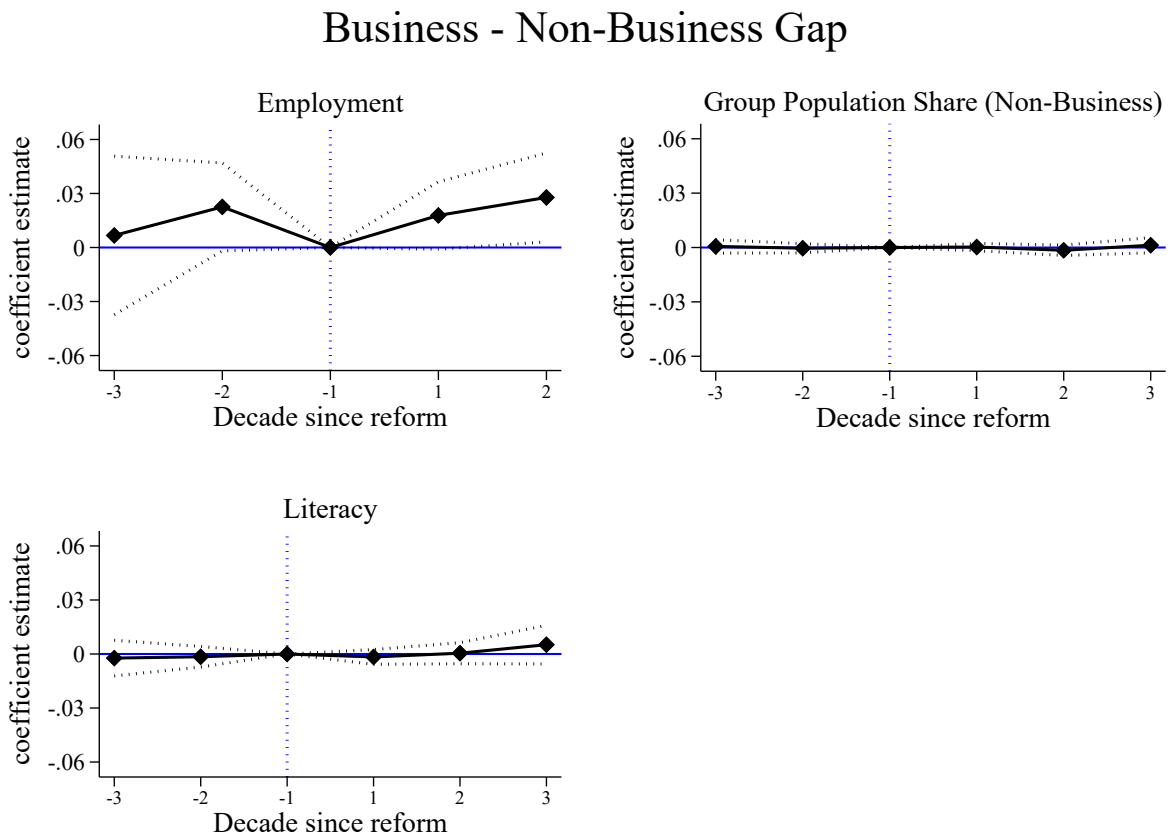 Business - Non-Business Gap
Employment
coefficient estimate
.06
.03
0
-.03
-.06
-3 -2 -1 1 2
Decade since reform
Group Population Share (Non-Business)
coefficient estimate
.06
.03
0
-.03
-.06
-3 -2 -1 1 2 3
Decade since reform
Literacy
coefficient estimate
.06
.03
0
-.03
-.06
-3 -2 -1 1 2 3
Decade since reform